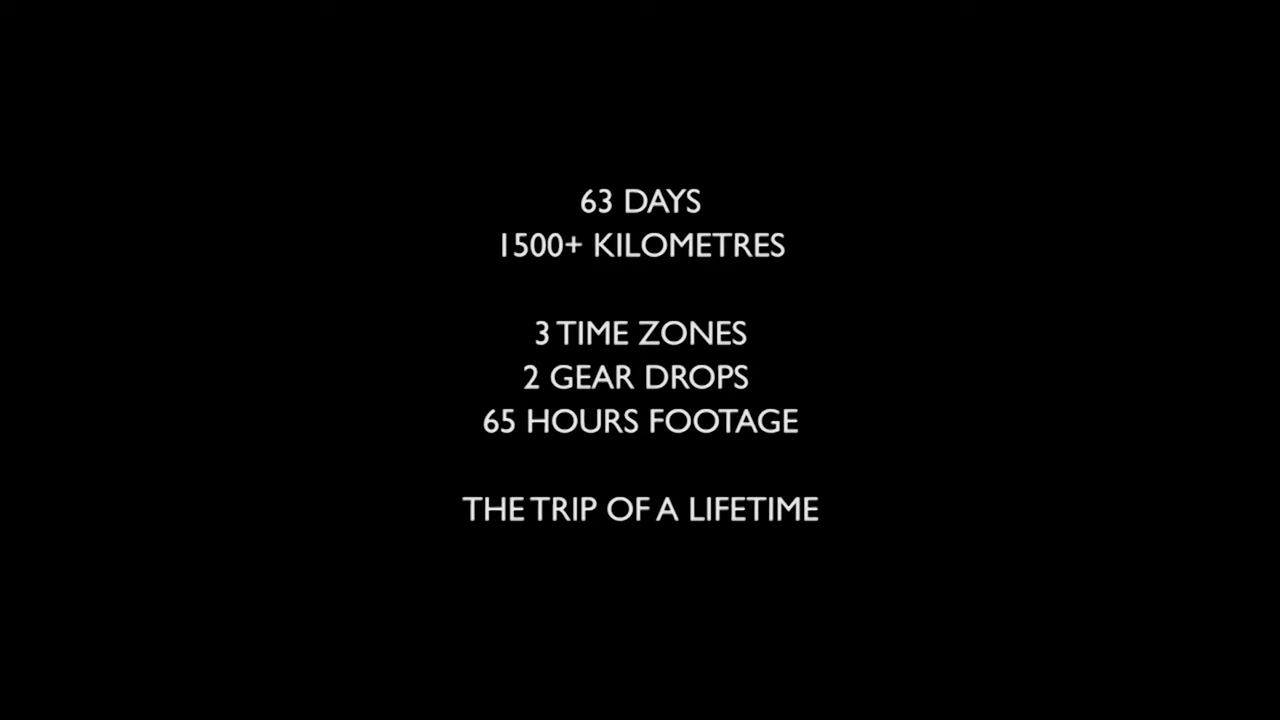 63 DAYS
1500+ KILOMETRES
3 TIME ZONES
2 GEAR DROPS
65 HOURS FOOTAGE
THE TRIP OF A LIFETIME